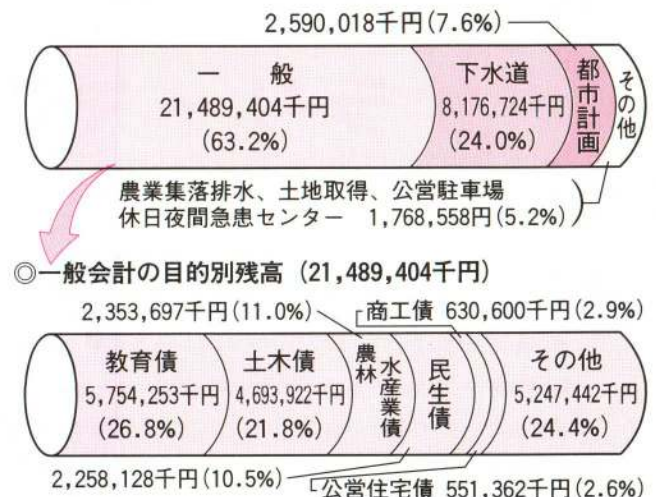 2,590,018千円(7.6%)
一般
21,489,404千円
(63.2%)
下水道
8,176,724千円
(24.0%)
都市計画
その他
農業集落排水、土地取得、公営駐車場
休日夜間急患センター 1,768,558円(5.2%)
◎一般会計の目的別残高 (21,489,404千円)
2,353,697千円(11.0%)
商工債 630,600千円(2.9%)
教育債
5,754,253千円
(26.8%)
土木債
4,693,922千円
(21.8%)
農林
水産業債
民生債
その他
5,247,442千円
(24.4%)
2,258,128千円(10.5%)
公営住宅債 551,362千円(2.6%)